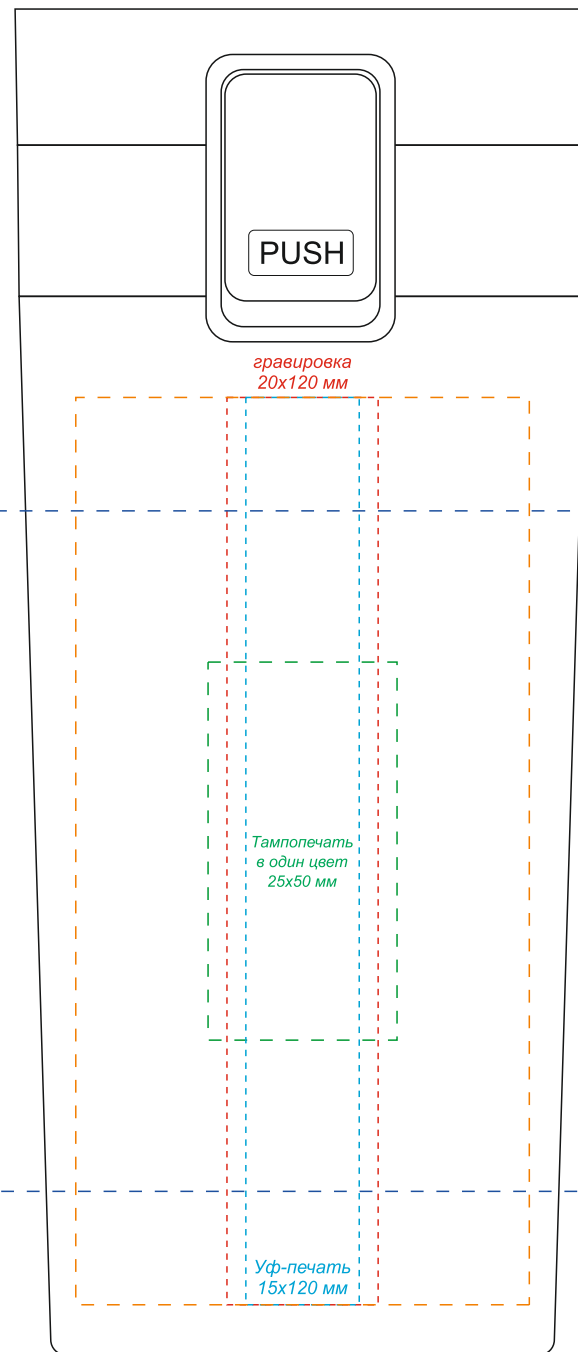 PUSH
гравировка
20x120 мм
Тампопечать
в один цвет
25x50 мм
Уф-печать
15x120 мм